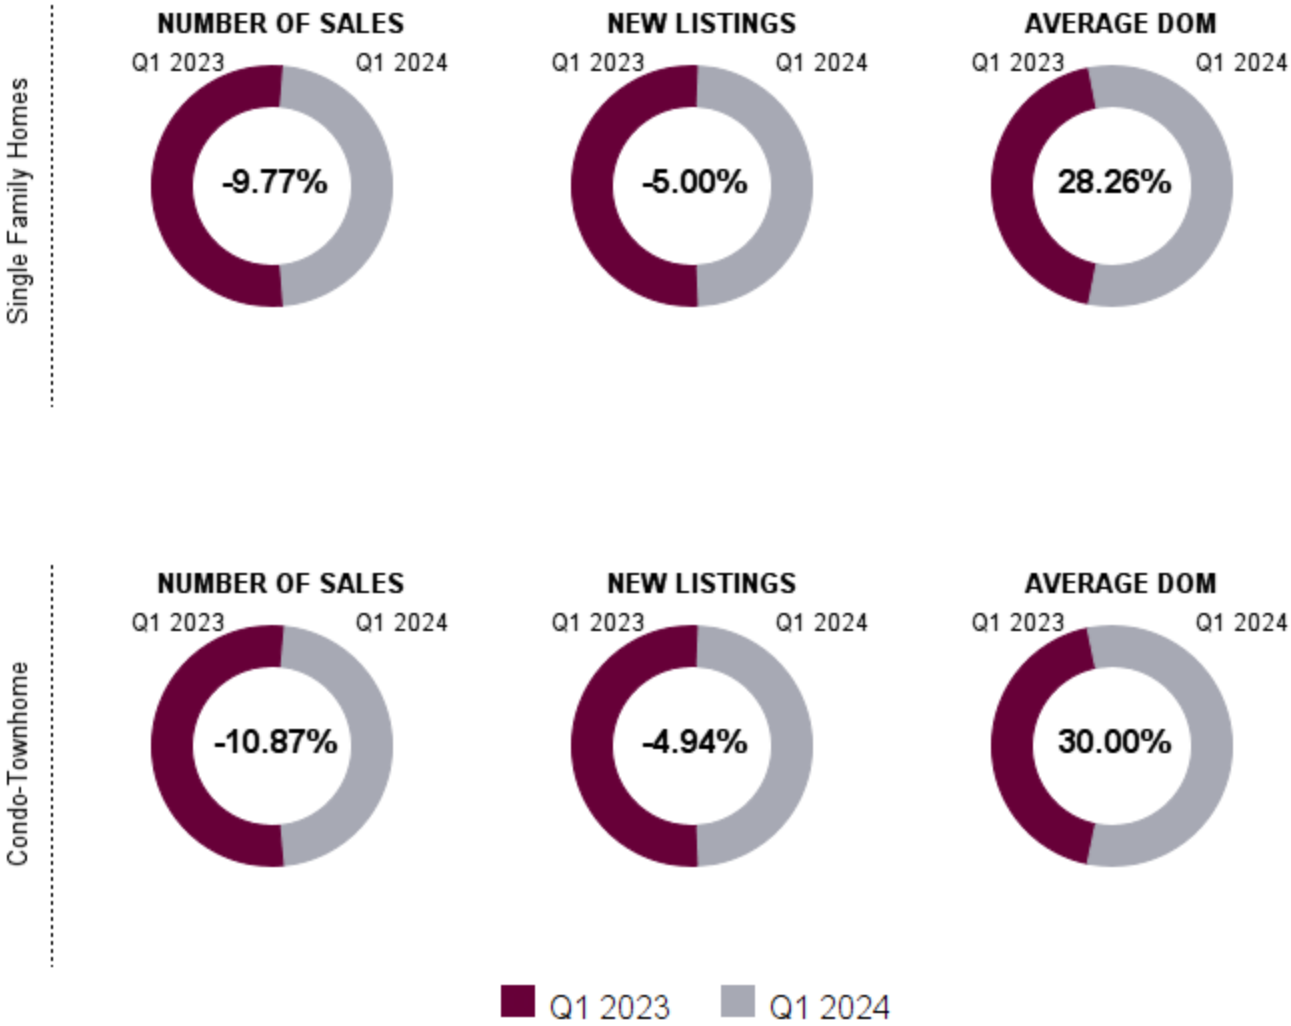 NUMBER OF SALES
NEW LISTINGS
AVERAGE DOM
Q1 2023
Q1 2024
Q1 2023
Q1 2024
Q1 2023
Q1 2024
Single Family Homes
-9.77%
-5.00%
28.26%
NUMBER OF SALES
NEW LISTINGS
AVERAGE DOM
Q1 2023
Q1 2024
Q1 2023
Q1 2024
Q1 2023
Q1 2024
Condo-Townhome
-10.87%
-4.94%
30.00%
Q1 2023
Q1 2024